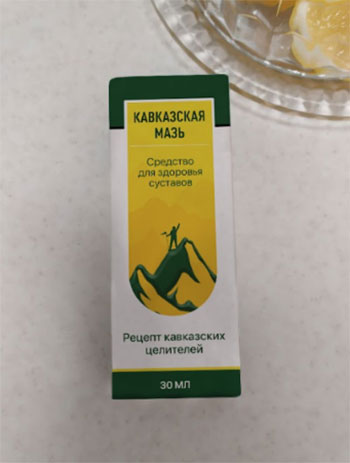 КАВКАЗСКАЯ
МАЗЬ
Средство
для здоровья
суставов
Рецепт кавказских
целителей
30 МЛ